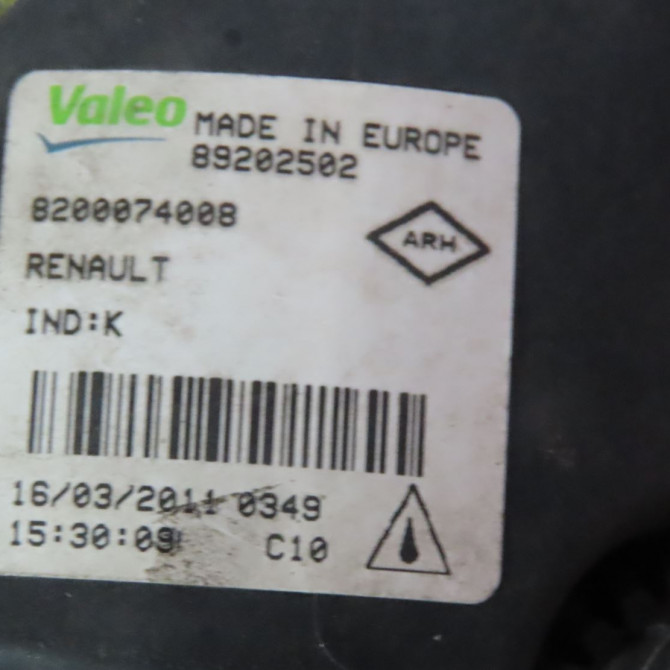 Valeo MADE IN EUROPE
89202502
8200074008
ARH
RENAULT
IND:K
16/03/2011 0349
15:30:09 C10